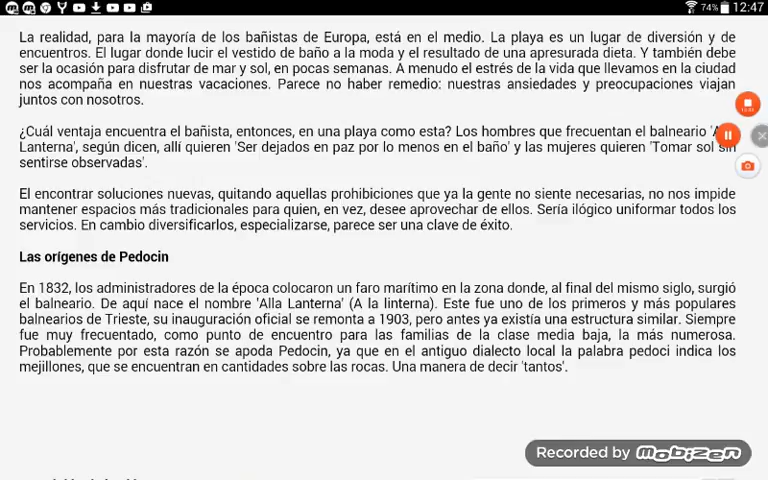 74% 12:47
La realidad, para la mayoría de los bañistas de Europa, está en el medio. La playa es un lugar de diversión y de
encuentros. El lugar donde lucir el vestido de baño a la moda y el resultado de una apresurada dieta. Y también debe
ser la ocasión para disfrutar de mar y sol, en pocas semanas. A menudo el estrés de la vida que llevamos en la ciudad
nos acompaña en nuestras vacaciones. Parece no haber remedio: nuestras ansiedades y preocupaciones viajan
juntos con nosotros.
¿Cuál ventaja encuentra el bañista, entonces, en una playa como esta? Los hombres que frecuentan el balneario
Lanterna', según dicen, allí quieren 'Ser dejados en paz por lo menos en el baño' y las mujeres quieren 'Tomar sol sin
sentirse observadas'.
El encontrar soluciones nuevas, quitando aquellas prohibiciones que ya la gente no siente necesarias, no nos impide
mantener espacios más tradicionales para quien, en vez, desee aprovechar de ellos. Sería ilógico uniformar todos los
servicios. En cambio diversificarlos, especializarse, parece ser una clave de éxito.
Las orígenes de Pedocin
En 1832, los administradores de la época colocaron un faro marítimo en la zona donde, al final del mismo siglo, surgió
el balneario. De aquí nace el nombre 'Alla Lanterna' (A la linterna). Este fue uno de los primeros y más populares
balnearios de Trieste, su inauguración oficial se remonta a 1903, pero antes ya existía una estructura similar. Siempre
fue muy frecuentado, como punto de encuentro para las familias de la clase media baja, la más numerosa.
Probablemente por esta razón se apoda Pedocin, ya que en el antiguo dialecto local la palabra pedoci indica los
mejillones, que se encuentran en cantidades sobre las rocas. Una manera de decir 'tantos'.
Recorded by mobizen